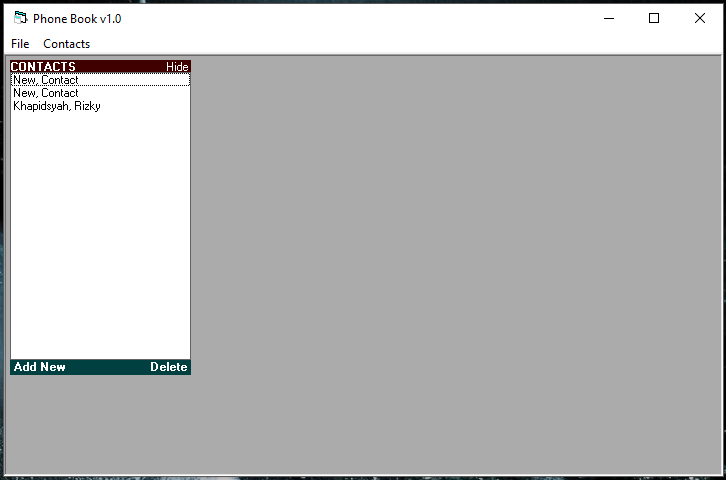 Phone Book v1.0
File Contacts
CONTACTS Hide
New, Contact
New, Contact
Khapidsyah, Rizky
Add New Delete